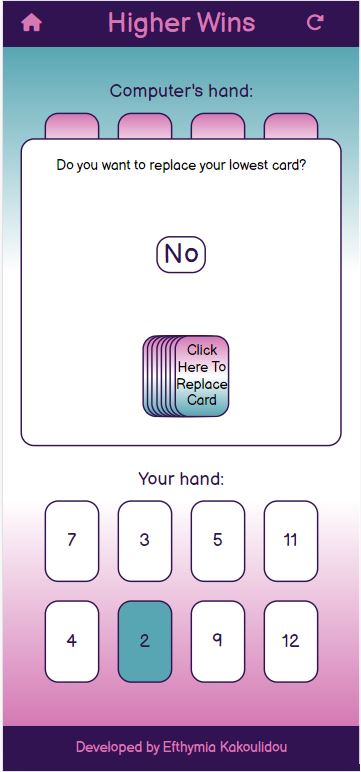 Higher Wins
Computer's hand:
Do you want to replace your lowest card?
No
Click
Here To
Replace
Card
Your hand:
7 3 5 11
4 2 9 12
Developed by Efthymia Kakoulidou